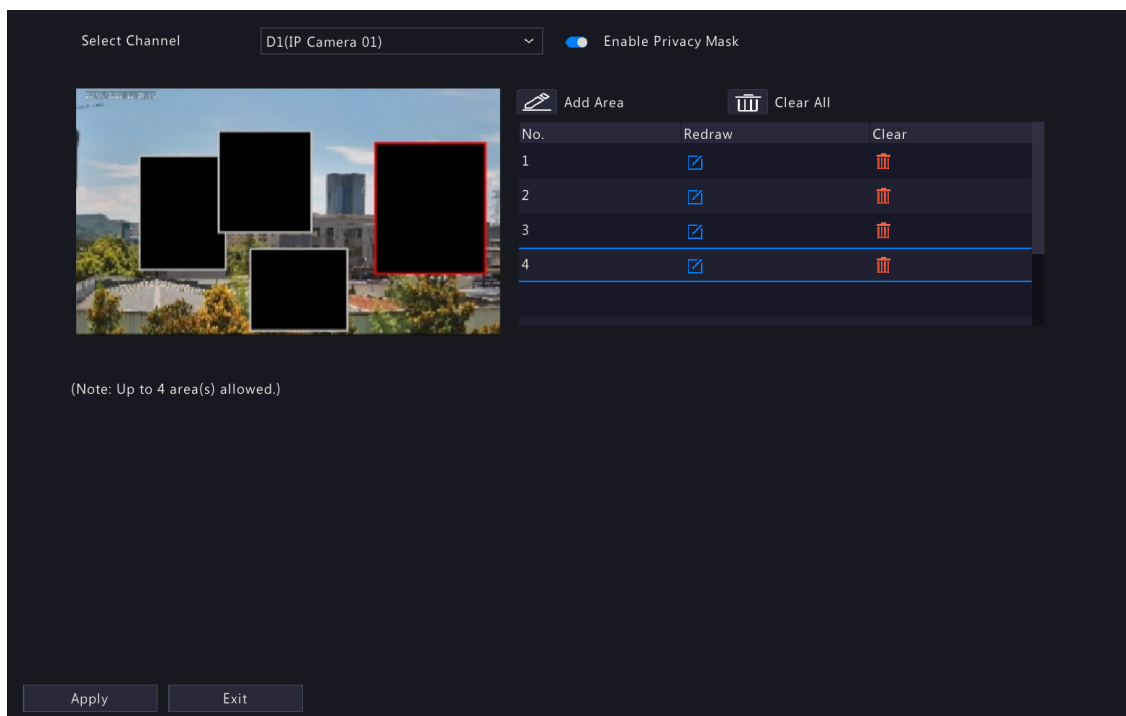 Select Channel D1(IP Camera 01) Enable Privacy Mask
Add Area Clear All
No. Redraw Clear
1
2
3
4
(Note: Up to 4 area(s) allowed.)
Apply Exit